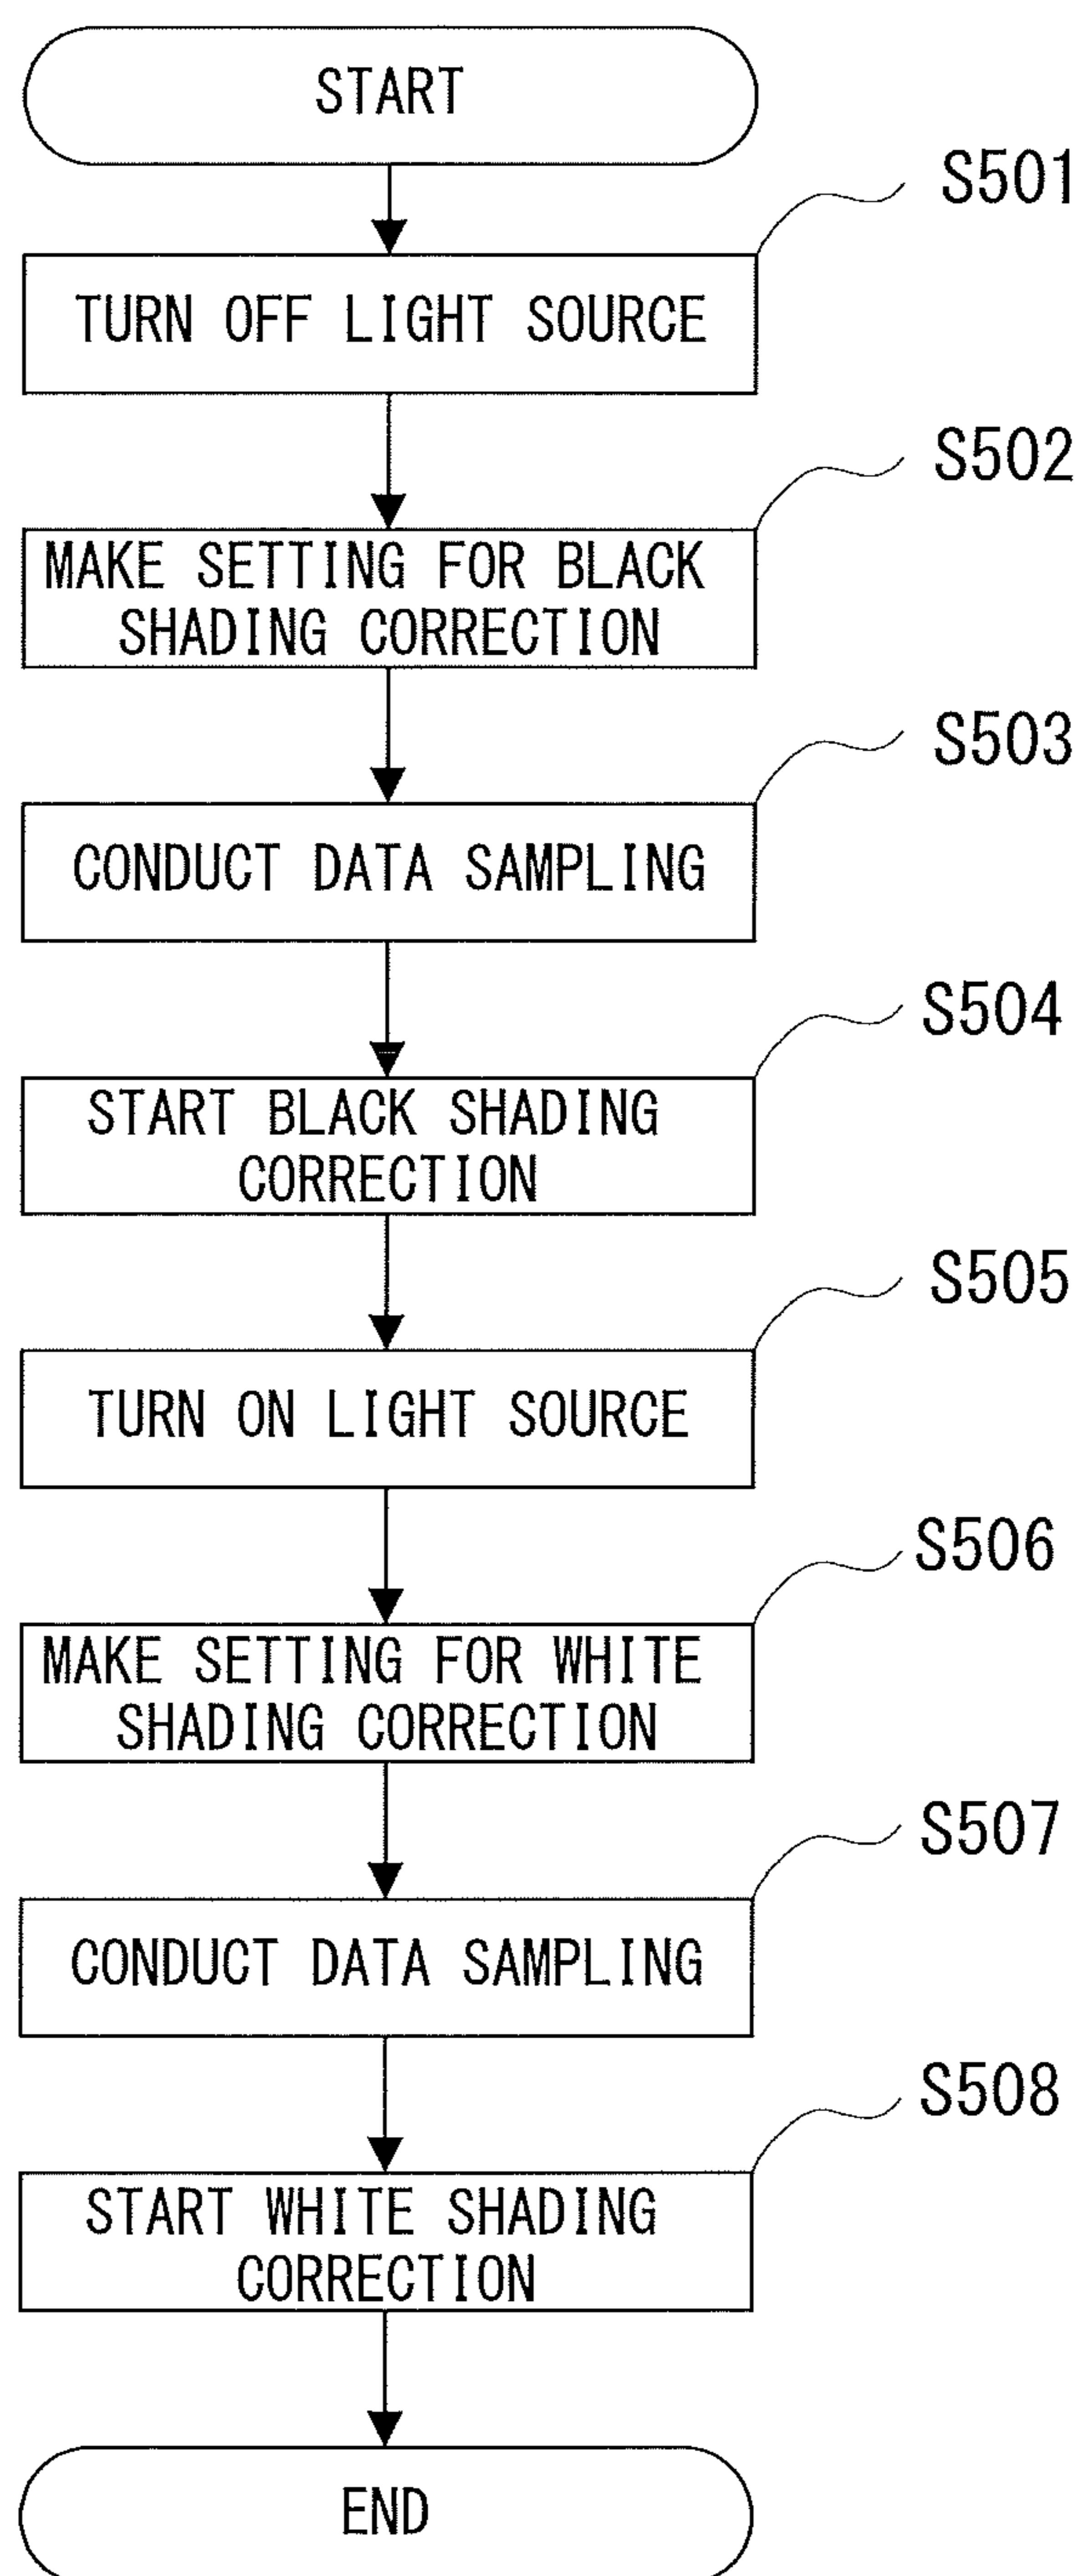 START
S501
TURN OFF LIGHT SOURCE
S502
MAKE SETTING FOR BLACK
SHADING CORRECTION
S503
CONDUCT DATA SAMPLING
S504
START BLACK SHADING
CORRECTION
S505
TURN ON LIGHT SOURCE
S506
MAKE SETTING FOR WHITE
SHADING CORRECTION
S507
CONDUCT DATA SAMPLING
S508
START WHITE SHADING
CORRECTION
END